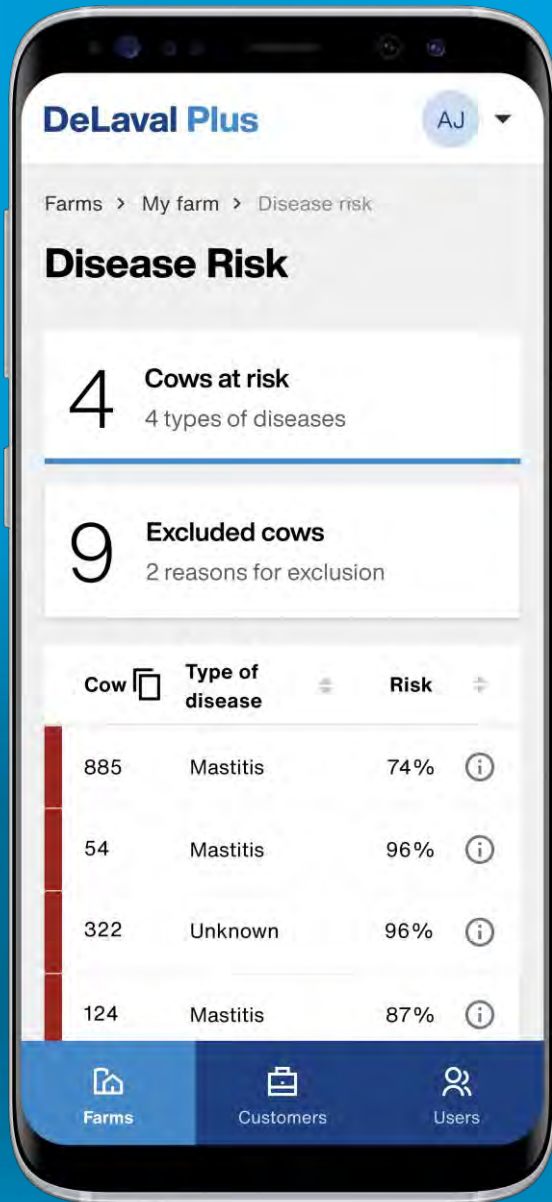 DeLaval Plus
AJ
Farms > My farm > Disease risk
Disease Risk
4
Cows at risk
4 types of diseases
9
Excluded cows
2 reasons for exclusion
Cow Type of disease Risk
885 Mastitis 74%
54 Mastitis 96%
322 Unknown 96%
124 Mastitis 87%
Farms Customers Users